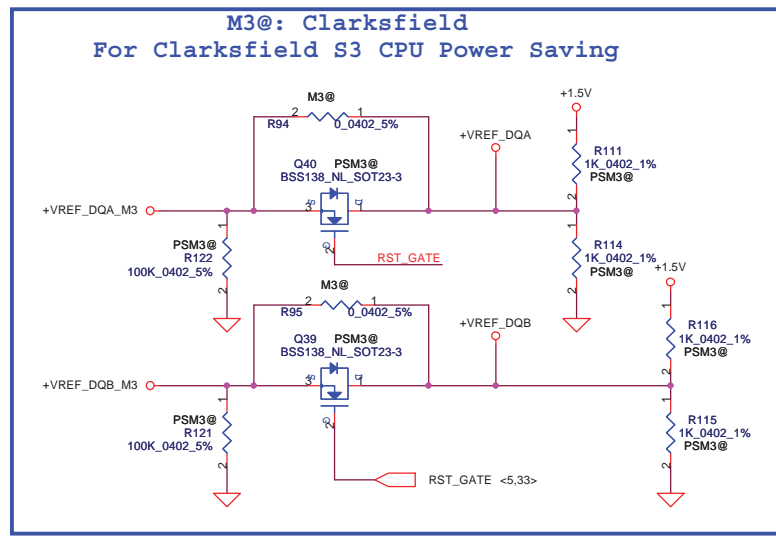 M3@: Clarksfield
For Clarksfield S3 CPU Power Saving
M3@
2
1
R94
0_0402_5%
+1.5V
+VREF_DQA
1
R111
1K_0402_1%
PSM3@
2
Q40
PSM3@
BSS138_NL_SOT23-3
S
D
3
1
G
2
+VREF_DQA_M3
1
PSM3@
R122
100K_0402_5%
2
RST_GATE
1
R114
1K_0402_1%
PSM3@
2
+1.5V
M3@
2
1
R95
0_0402_5%
+VREF_DQB
1
R116
1K_0402_1%
PSM3@
2
Q39
PSM3@
BSS138_NL_SOT23-3
S
D
3
1
G
2
+VREF_DQB_M3
1
PSM3@
R121
100K_0402_5%
2
1
R115
1K_0402_1%
PSM3@
2
RST_GATE <5,33>